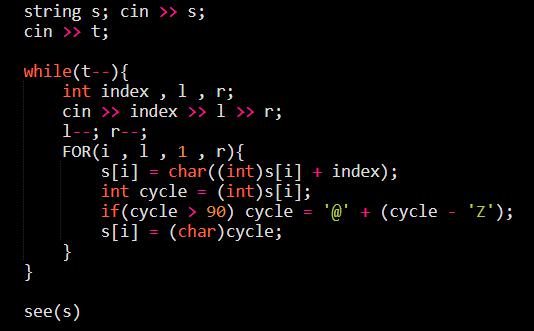 string s; cin >> s;
cin >> t;
while(t--){
int index , l , r;
cin >> index >> l >> r;
l--; r--;
FOR(i , l , 1 , r){
s[i] = char((int)s[i] + index);
int cycle = (int)s[i];
if(cycle > 90) cycle = '@' + (cycle - 'Z');
s[i] = (char)cycle;
}
}
see(s)